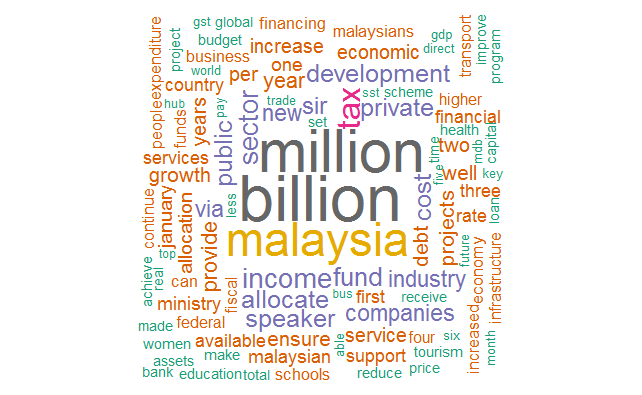 gst global financing malaysians gdp
budget increase economic direct
business one
world year development
country per trade new sir set tax sst scheme private
expenditure project people hub funds years pay
transport improve program
higher
financial
health
two
capital mdb time five
services public sector million well key
growth three
via less billion cost loans
rate
january continue allocation provide malaysia debt projects
top can achieve real
economy future infrastructure
income fund industry
ministry fiscal allocate bus first receive
speaker companies
made federal
women available ensure able service four six
increased month
assets make malaysian support tourism
bank education total schools reduce price